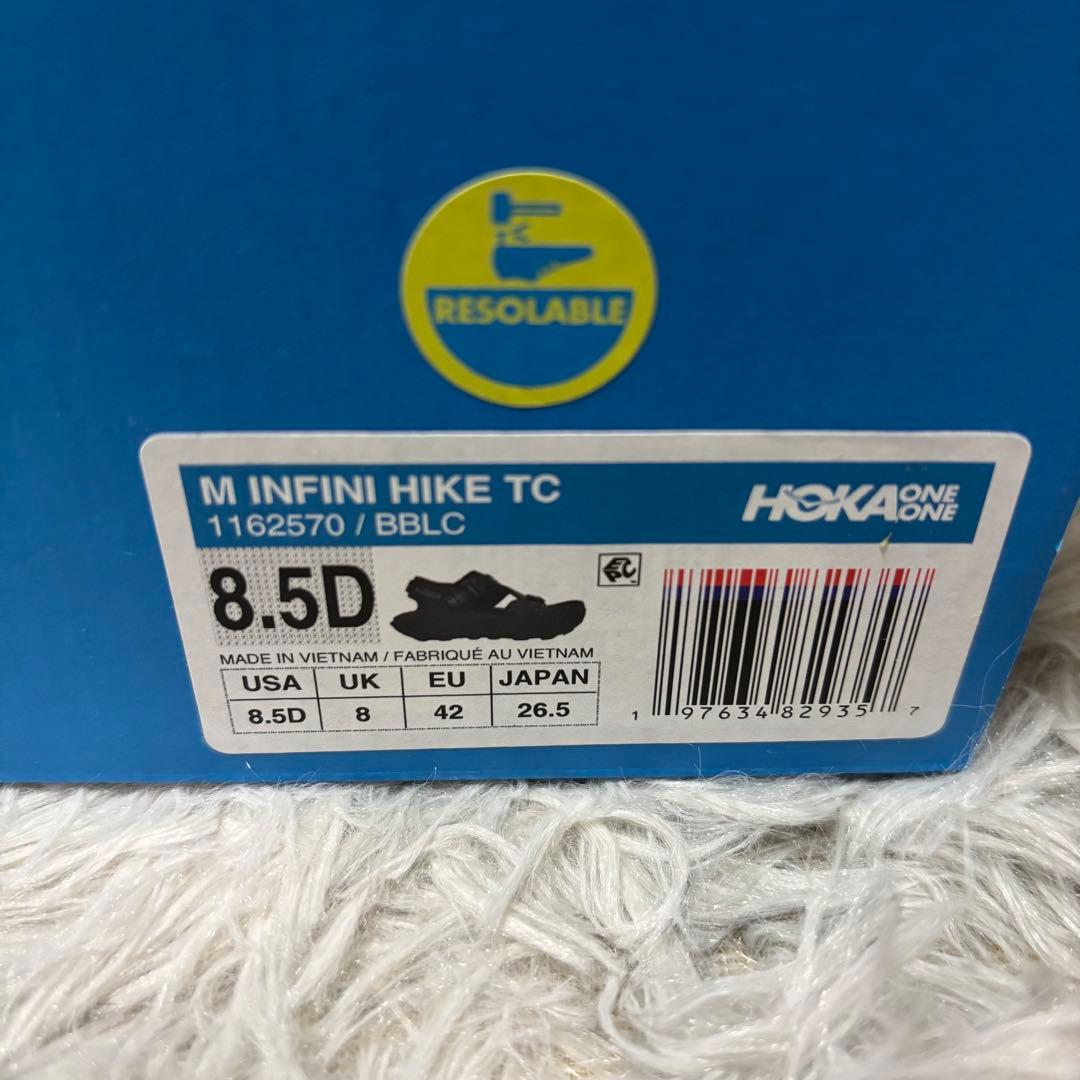 RESOLABLE
M INFINI HIKE TC
1162570 / BBLC
HOKA ONE ONE
8.5D
MADE IN VIETNAM / FABRIQUÉ AU VIETNAM
USA UK EU JAPAN
8.5D 8 42 26.5
1 97634 82935 7